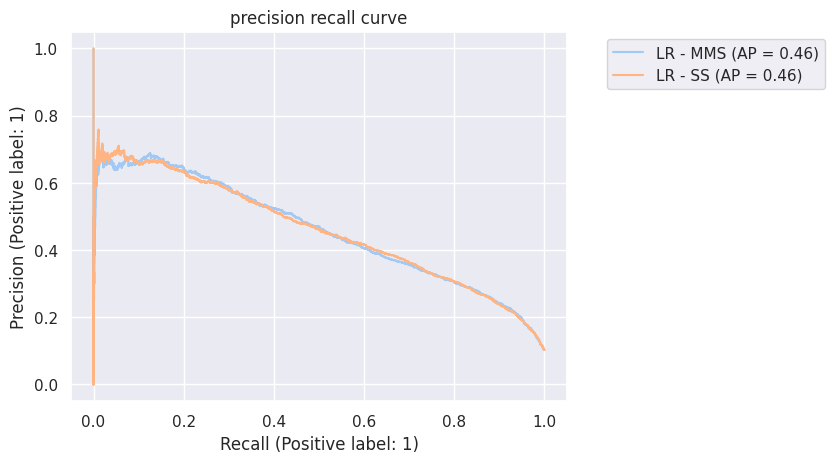 precision recall curve
LR - MMS (AP = 0.46)
LR - SS (AP = 0.46)
Precision (Positive label: 1)
1.0
0.8
0.6
0.4
0.2
0.0
0.0 0.2 0.4 0.6 0.8 1.0
Recall (Positive label: 1)